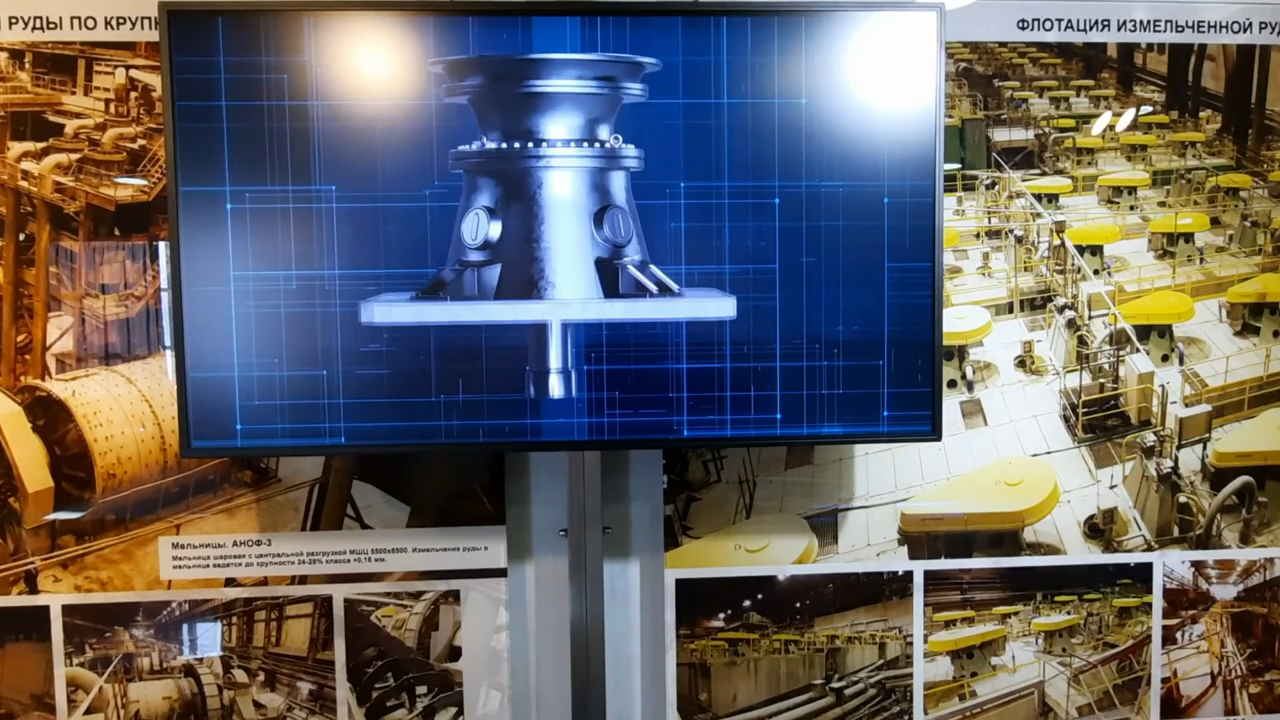 РУДЫ ПО КРУПН
ФЛОТАЦИЯ ИЗМЕЛЬЧЕННОЙ РУД
Мельницы. АНОФ-3
Мельница шаровая с центральной разгрузкой МШЦ 5500х6500. Измельчение руды в
мельнице ведется до крупности 24-28% класса +0,16 мм.